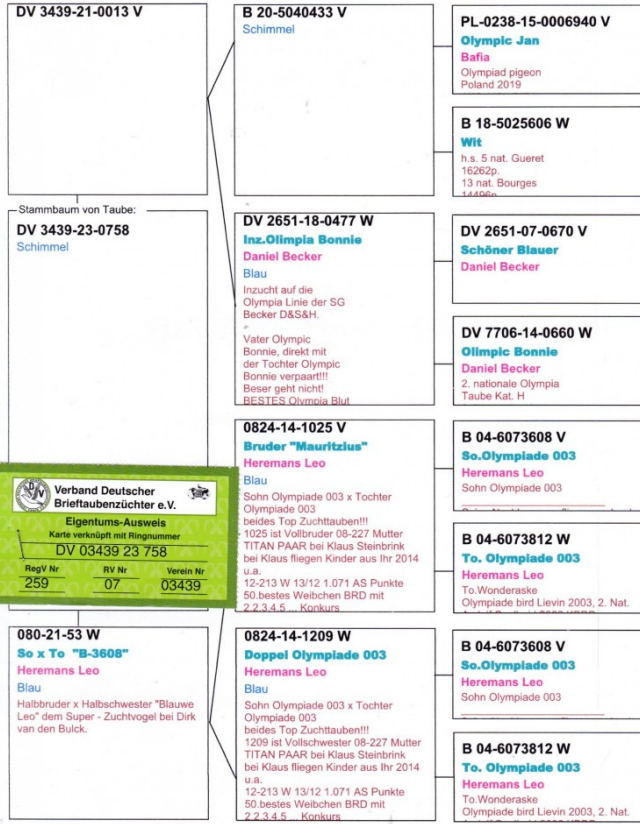 DV 3439-21-0013 V
Stammbaum von Taube:
DV 3439-23-0758
Schimmel
Verband Deutscher
Brieftaubenzüchter e.V.
Eigentums-Ausweis
Karte verknüpft mit Ringnummer
DV 03439 23 758
RegV Nr RV Nr Verein Nr
259 07 03439
080-21-53 W
So x To "B-3608"
Heremans Leo
Blau
Halbbruder x Halbschwester "Blauwe
Leo" dem Super - Zuchtvogel bei Dirk
van den Bulck.
B 20-5040433 V
Schimmel
DV 2651-18-0477 W
Inz.Olimpia Bonnie
Daniel Becker
Blau
Inzucht auf die
Olympia Linie der SG
Becker D&S&H.
Vater Olympic
Bonnie, direkt mit
der Tochter Olympic
Bonnie verpaart!!!
Beser geht nicht!
BESTES Olympia Blut
0824-14-1025 V
Bruder "Mauritzius"
Heremans Leo
Blau
Sohn Olympiade 003 x Tochter
Olympiade 003
beides Top Zuchttauben!!!
1025 ist Vollbruder 08-227 Mutter
TITAN PAAR bei Klaus Steinbrink
bei Klaus fliegen Kinder aus Ihr 2014
u.a.
12-213 W 13/12 1.071 AS Punkte
50.bestes Weibchen BRD mit
2.2.3.4.5 ... Konkurs
0824-14-1209 W
Doppel Olympiade 003
Heremans Leo
Blau
Sohn Olympiade 003 x Tochter
Olympiade 003
beides Top Zuchttauben!!!
1209 ist Vollschwester 08-227 Mutter
TITAN PAAR bei Klaus Steinbrink
bei Klaus fliegen Kinder aus Ihr 2014
u.a.
12-213 W 13/12 1.071 AS Punkte
50.bestes Weibchen BRD mit
2.2.3.4.5 ... Konkurs
PL-0238-15-0006940 V
Olympic Jan
Bafia
Olympiad pigeon
Poland 2019
B 18-5025606 W
Wit
h.s. 5 nat. Gueret
16262p.
13 nat. Bourges
14496p
DV 2651-07-0670 V
Schöner Blauer
Daniel Becker
DV 7706-14-0660 W
Olimpic Bonnie
Daniel Becker
2. nationale Olympia
Taube Kat. H
B 04-6073608 V
So.Olympiade 003
Heremans Leo
Sohn Olympiade 003
B 04-6073812 W
To. Olympiade 003
Heremans Leo
To.Wonderaske
Olympiade bird Lievin 2003, 2. Nat.
B 04-6073608 V
So.Olympiade 003
Heremans Leo
Sohn Olympiade 003
B 04-6073812 W
To. Olympiade 003
Heremans Leo
To.Wonderaske
Olympiade bird Lievin 2003, 2. Nat.